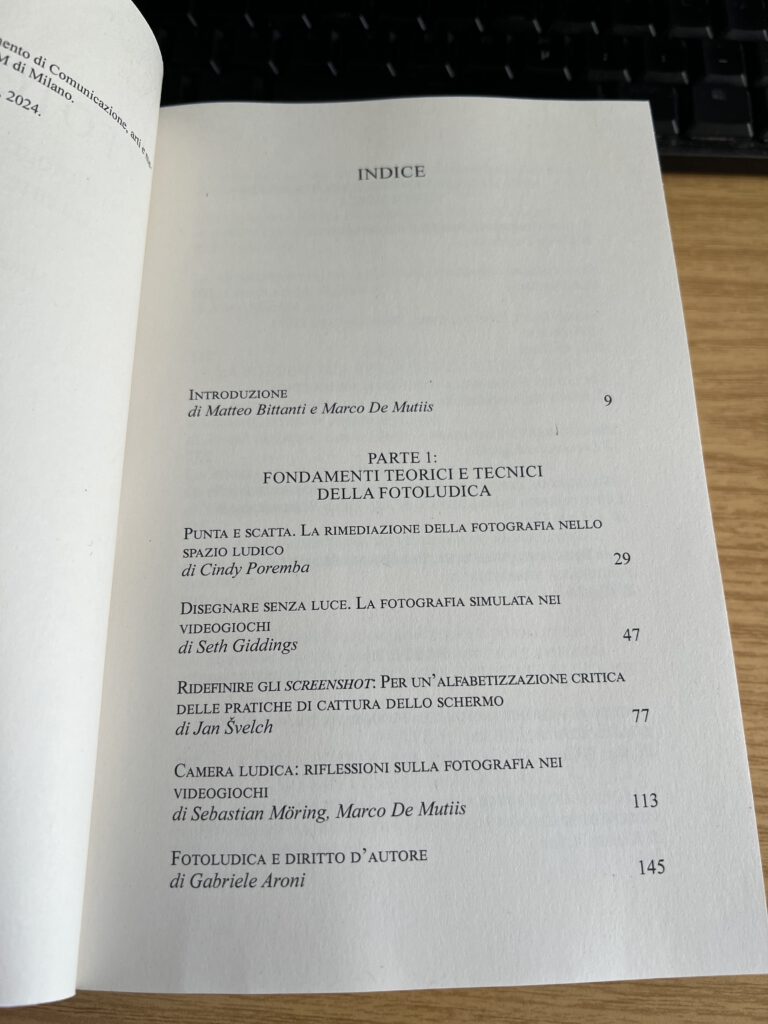 mento di Comunicazione, arti e
M di Milano.
, 2024.
INDICE
INTRODUZIONE
di Matteo Bittanti e Marco De Mutiis 9
PARTE 1:
FONDAMENTI TEORICI E TECNICI
DELLA FOTOLUDICA
PUNTA E SCATTA. LA RIMEDIAZIONE DELLA FOTOGRAFIA NELLO
SPAZIO LUDICO
di Cindy Poremba 29
DISEGNARE SENZA LUCE. LA FOTOGRAFIA SIMULATA NEI
VIDEOGIOCHI
di Seth Giddings 47
RIDEFINIRE GLI SCREENSHOT: PER UN’ALFABETIZZAZIONE CRITICA
DELLE PRATICHE DI CATTURA DELLO SCHERMO
di Jan Švelch 77
CAMERA LUDICA: RIFLESSIONI SULLA FOTOGRAFIA NEI
VIDEOGIOCHI
di Sebastian Möring, Marco De Mutiis 113
FOTOLUDICA E DIRITTO D’AUTORE
di Gabriele Aroni 145